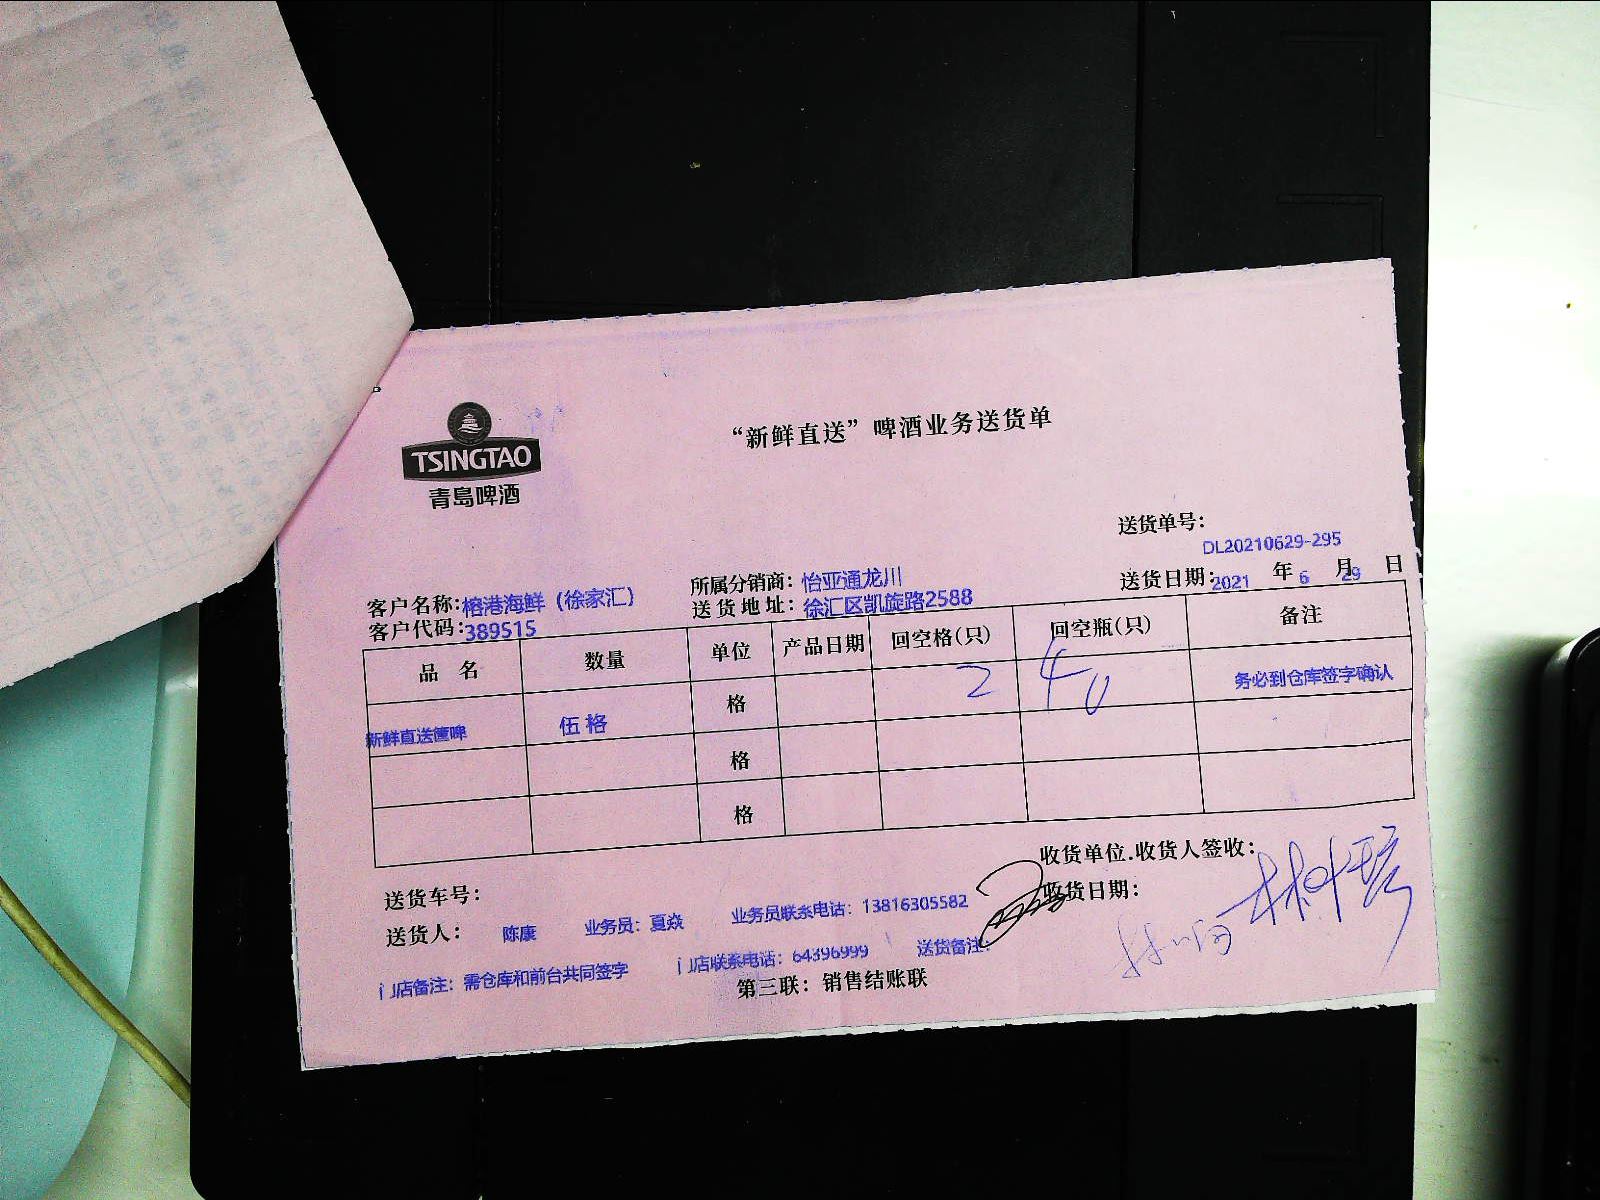 TSINGTAO
青島啤酒
“新鲜直送”啤酒业务送货单
送货单号：
DL20210629-295
送货日期：2021 年 6 月 29 日
客户名称：榕港海鲜（徐家汇） 所属分销商：怡亚通龙川
客户代码：389515 送货地址：徐汇区凯旋路2588
品 名 数量 单位 产品日期 回空格（只） 回空瓶（只） 备注
新鲜直送筐啤 伍格 格 2 40 务必到仓库签字确认
格
格
收货单位.收货人签收：
送货车号： 收货日期：
送货人： 陈康 业务员：夏焱 业务员联系电话：13816305582
门店备注：需仓库和前台共同签字 门店联系电话：64396999 送货备注：
第三联：销售结账联